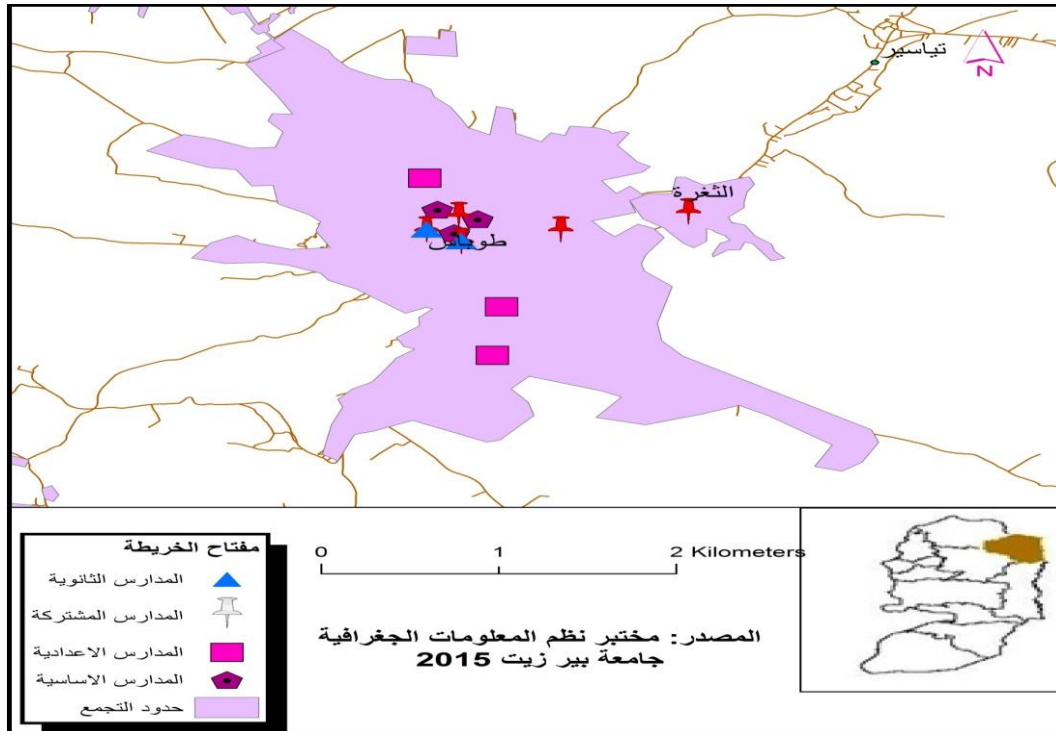 تياسير
N
الثغرة
طوباس
مفتاح الخريطة
المدارس الثانوية
المدارس المشتركة
المدارس الاعدادية
المدارس الاساسية
حدود التجمع
0 1 2 Kilometers
المصدر: مختبر نظم المعلومات الجغرافية
جامعة بير زيت 2015